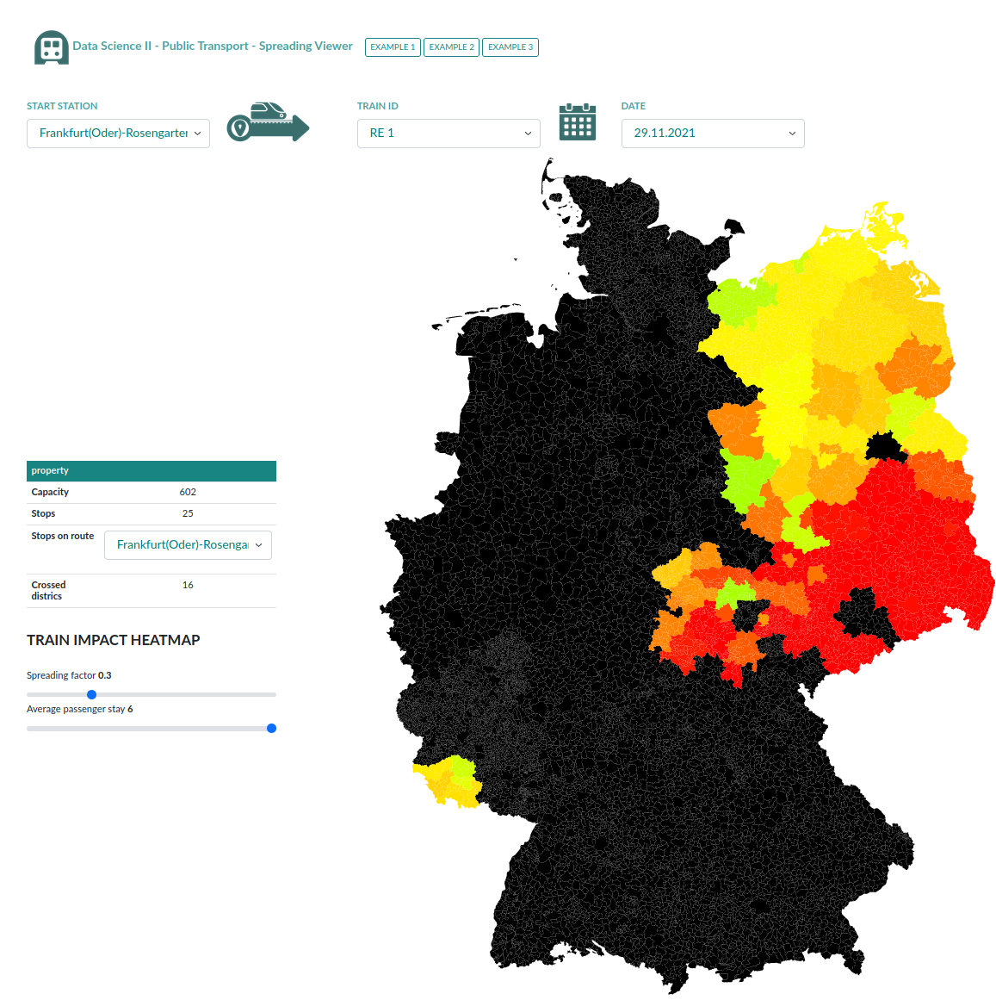 Data Science II - Public Transport - Spreading Viewer
EXAMPLE 1
EXAMPLE 2
EXAMPLE 3
START STATION
Frankfurt(Oder)-Rosengarten
TRAIN ID
RE 1
DATE
29.11.2021
property
Capacity 602
Stops 25
Stops on route Frankfurt(Oder)-Rosenga
Crossed 16
districs
TRAIN IMPACT HEATMAP
Spreading factor 0.3
Average passenger stay 6